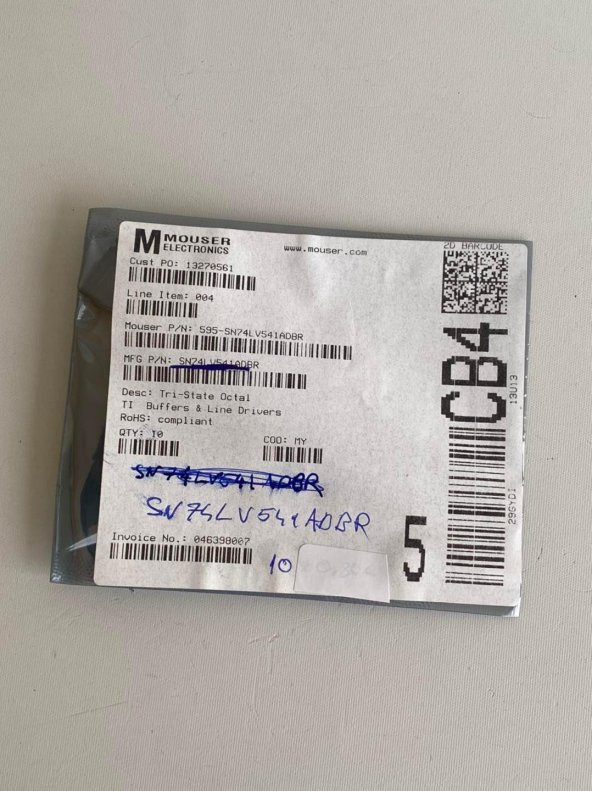 MOUSER
ELECTRONICS
www.mouser.com
2D BARCODE
Cust PO: 13270561
Line Item: 004
Mouser P/N: 595-SN74LV541ADBR
MFG P/N: SN74LV541ADBR
Desc: Tri-State Octal
TI Buffers & Line Drivers
RoHS: compliant
QTY: 10
COO: MY
SN74LV541ADBR
SN74LV541ADBR
Invoice No.: 046398007
10
5
CB4
13U13
29GYD1